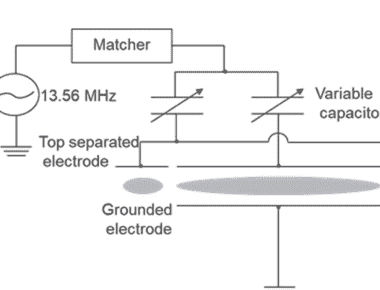 Matcher
13.56 MHz
Variable
capacito
Top separated
electrode
Grounded
electrode